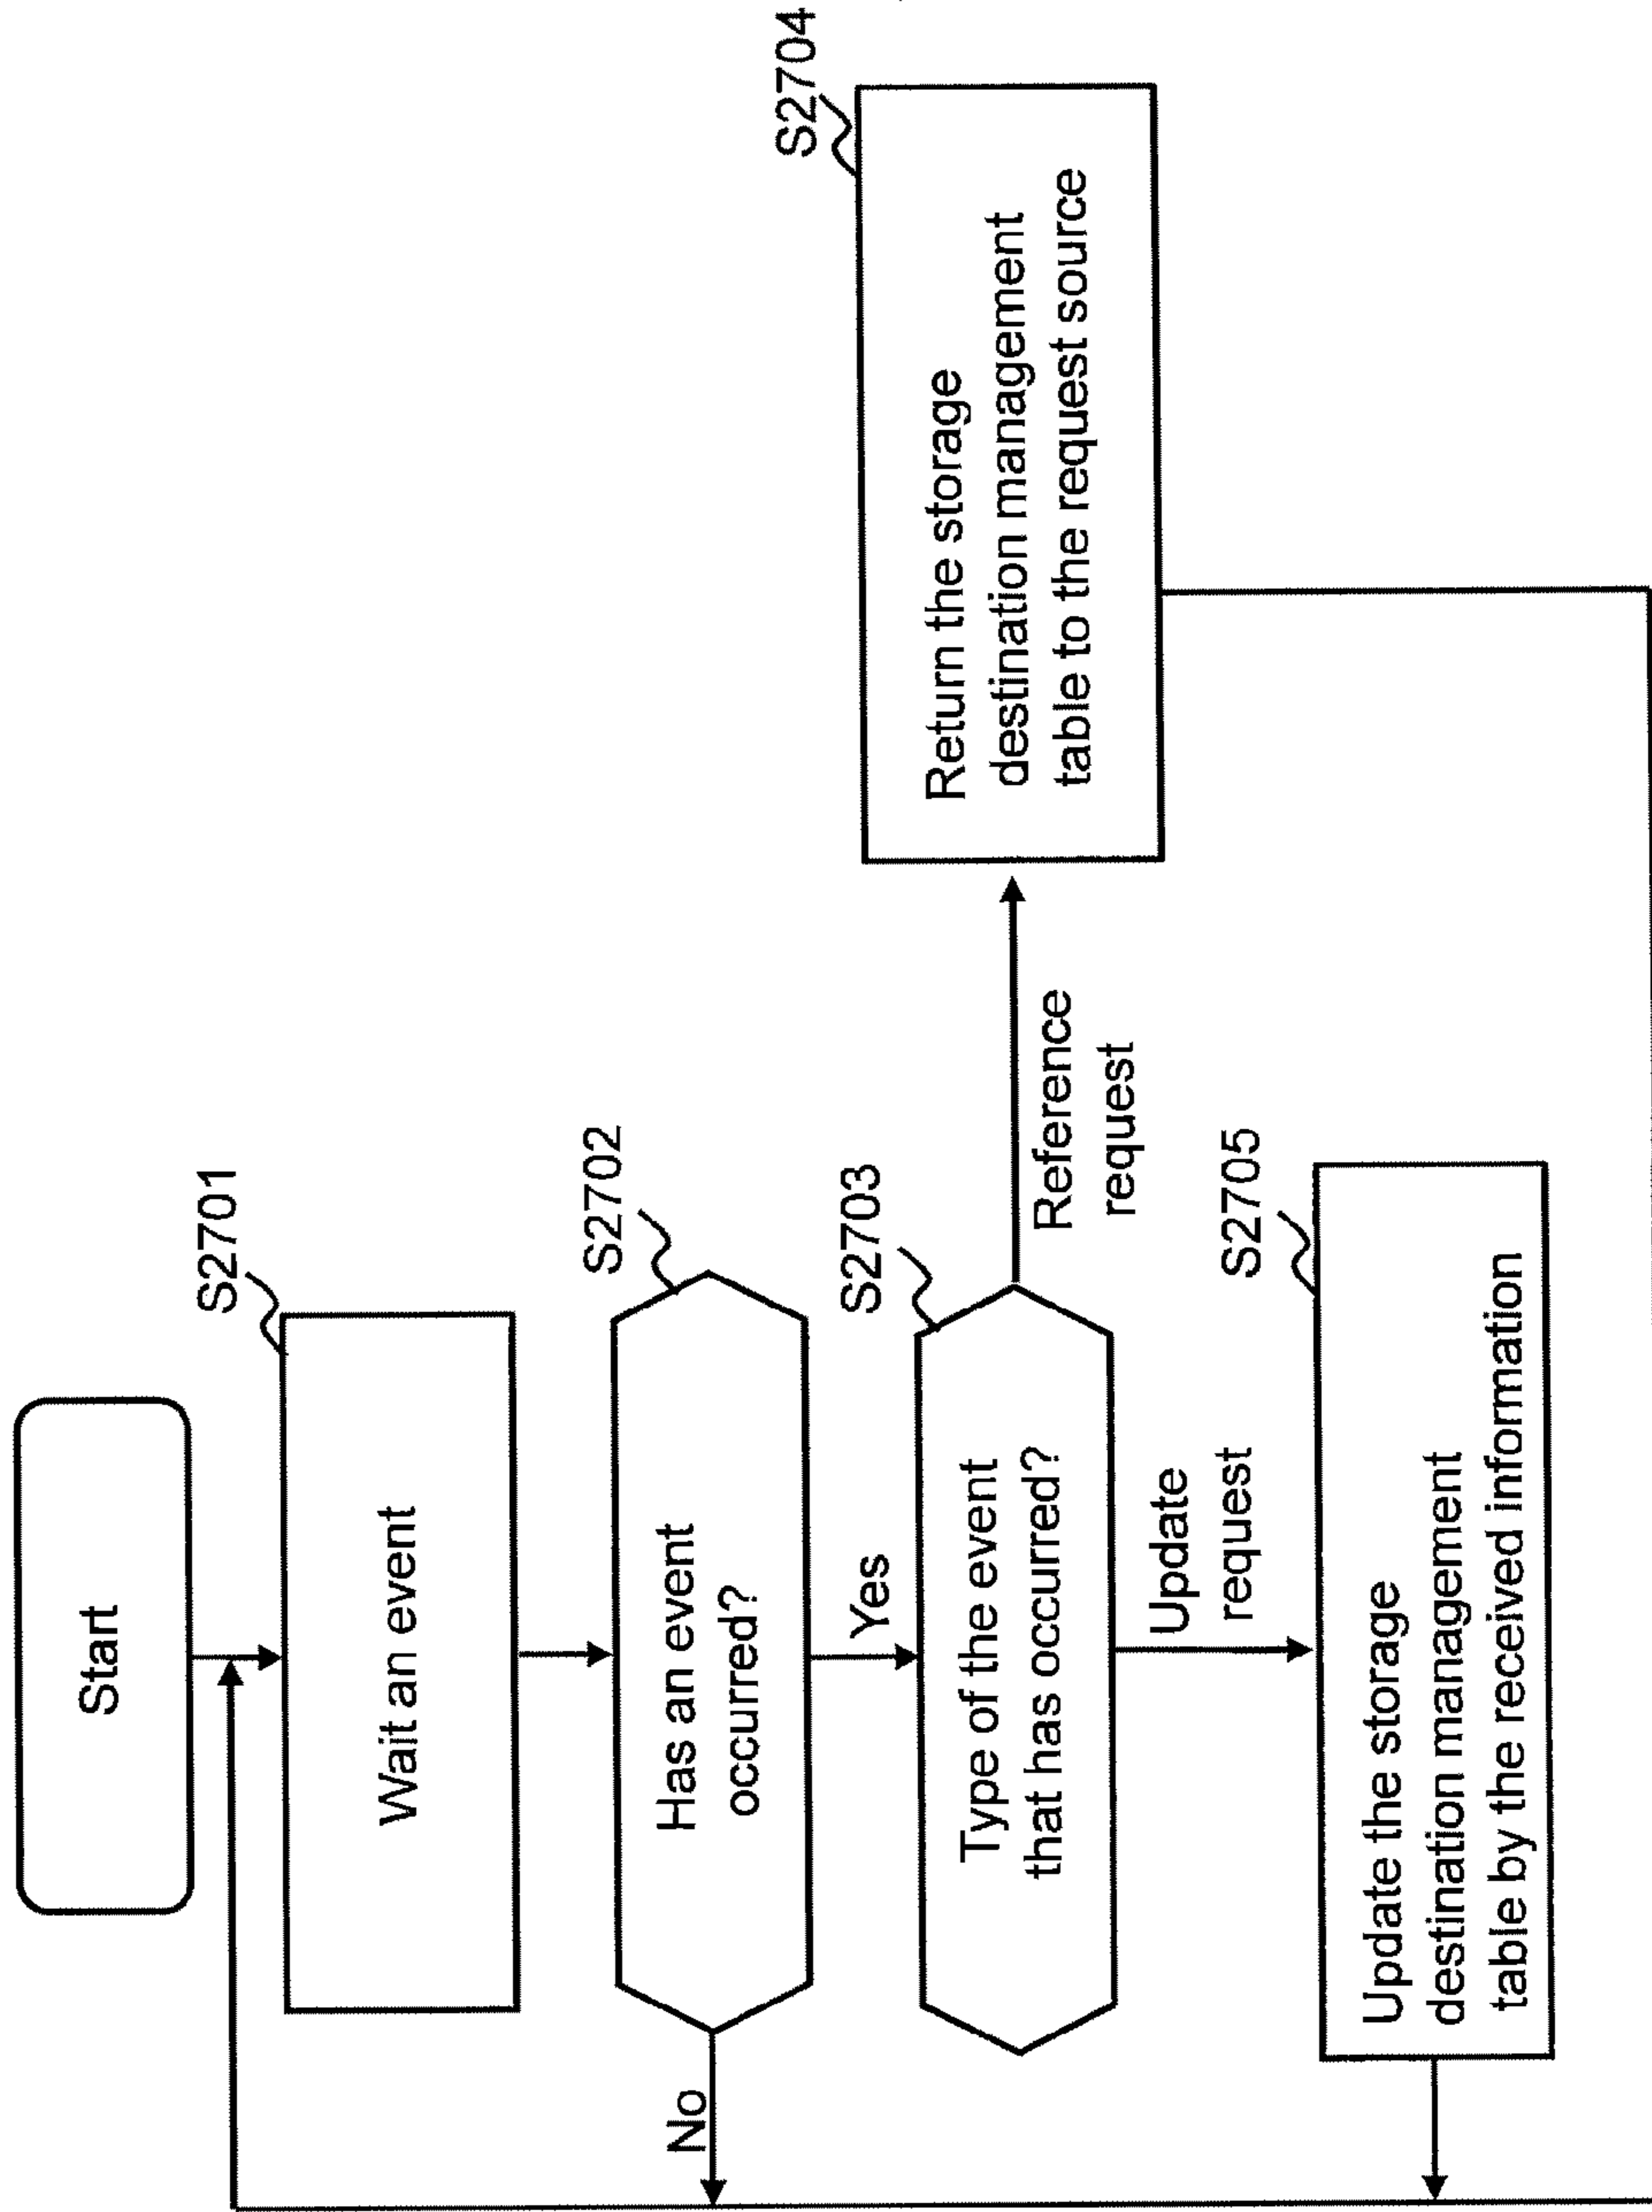 Start
S2701
Wait an event
S2702
Has an event
occurred?
No
Yes
S2703
Type of the event
that has occurred?
Reference
request
S2704
Return the storage
destination management
table to the request source
Update
request
S2705
Update the storage
destination management
table by the received information